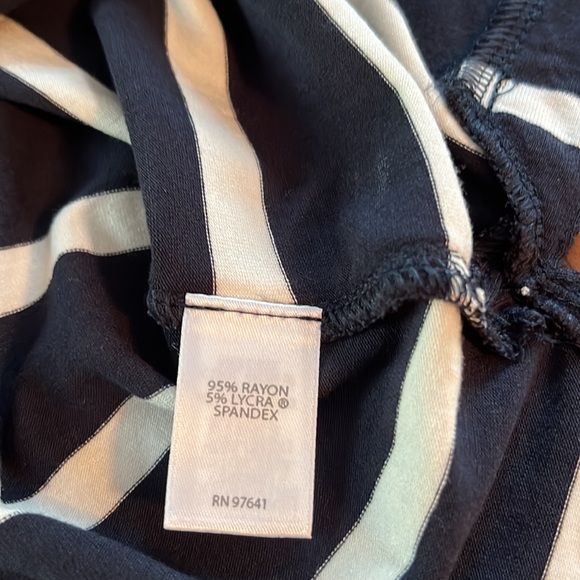 95% RAYON
5% LYCRA ®
SPANDEX
RN 97641